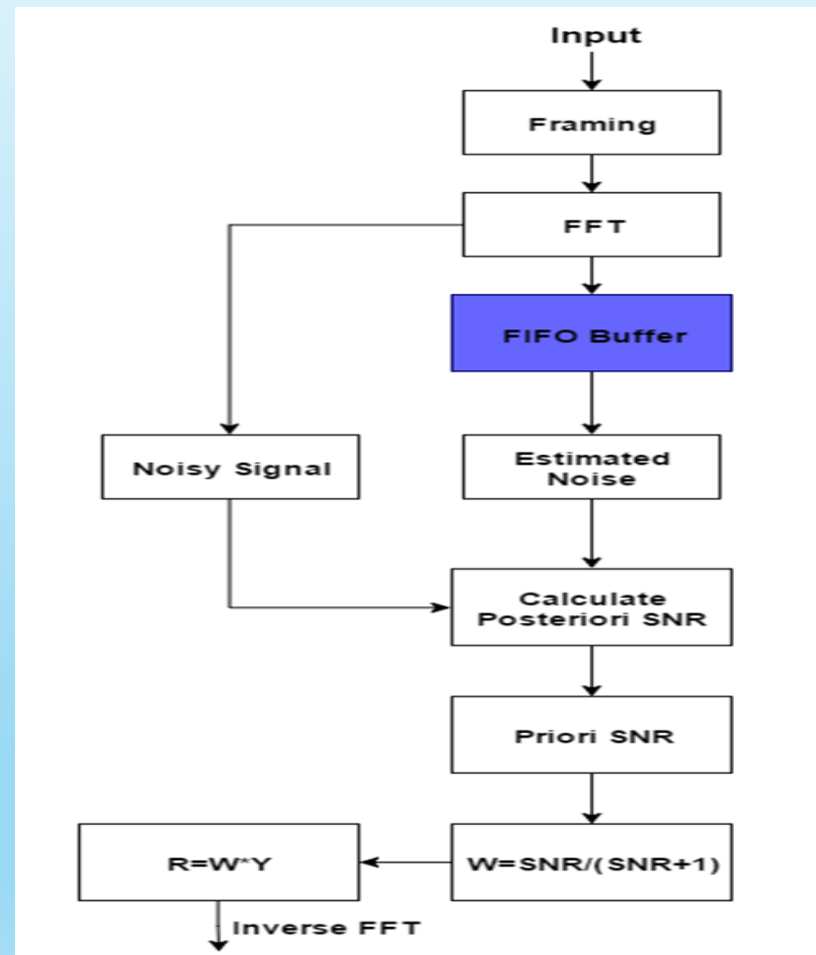 Input
Framing
FFT
FIFO Buffer
Noisy Signal
Estimated
Noise
Calculate
Posteriori SNR
Priori SNR
R=W*Y
W=SNR/(SNR+1)
Inverse FFT